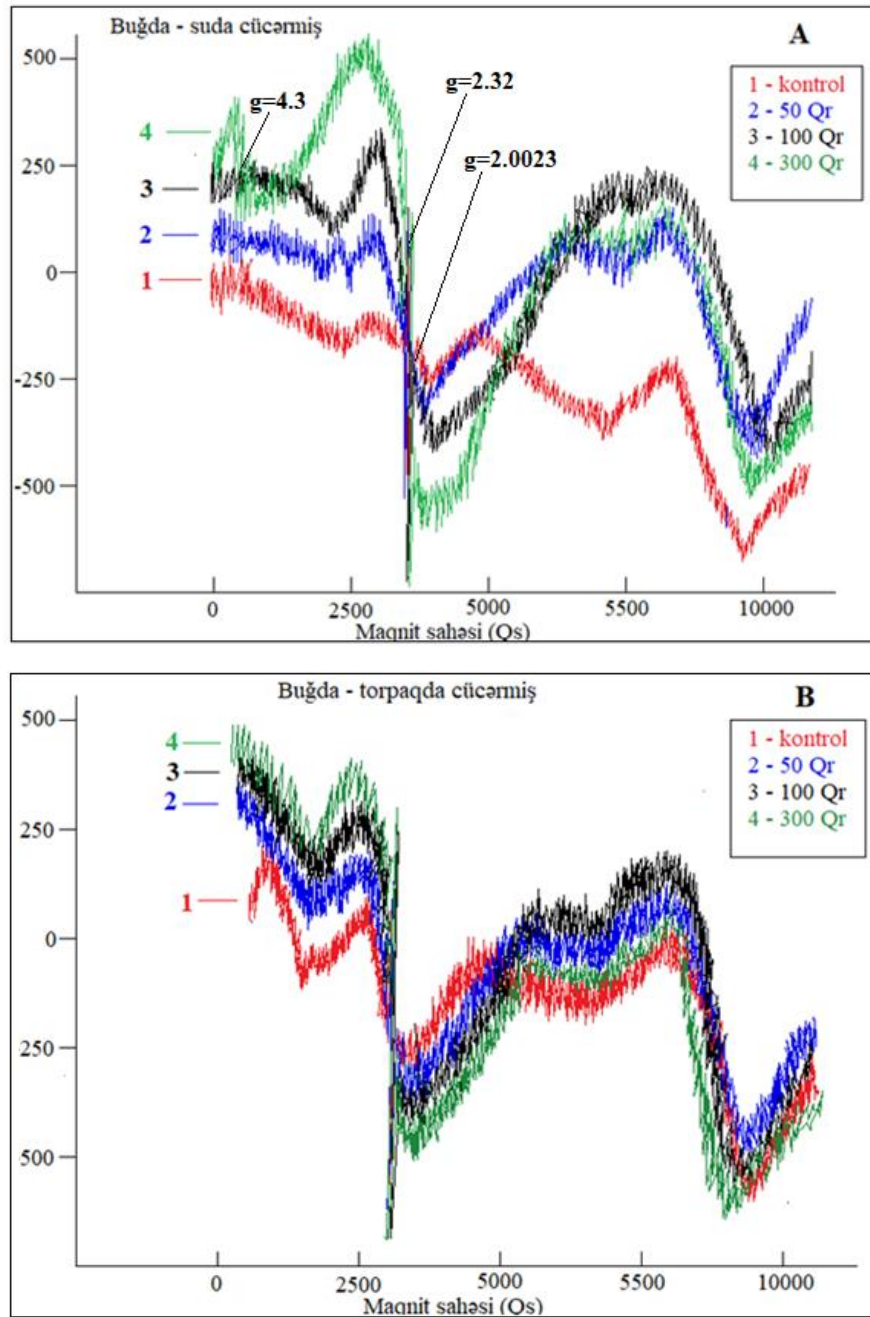 Buğda - suda cücərmiş
A
1 - kontrol
2 - 50 Qr
3 - 100 Qr
4 - 300 Qr
g=4.3
g=2.32
g=2.0023
4
3
2
1
500
250
0
-250
-500
0
2500
5000
5500
10000
Maqnit sahəsi (Qs)
Buğda - torpaqda cücərmiş
B
1 - kontrol
2 - 50 Qr
3 - 100 Qr
4 - 300 Qr
4
3
2
1
500
250
0
250
500
0
2500
5000
5500
10000
Maqnit sahəsi (Qs)